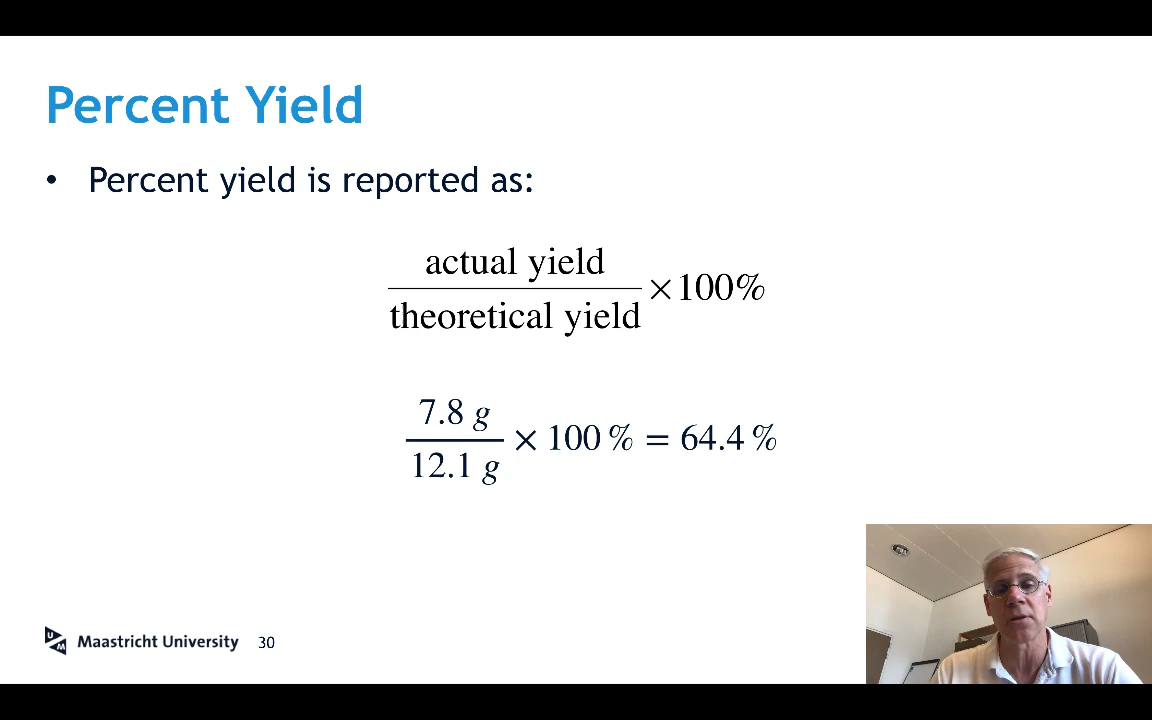 Percent Yield
• Percent yield is reported as:
actual yield
theoretical yield
×100%
7.8 g
12.1 g
× 100 % = 64.4 %
UM
Maastricht University
30